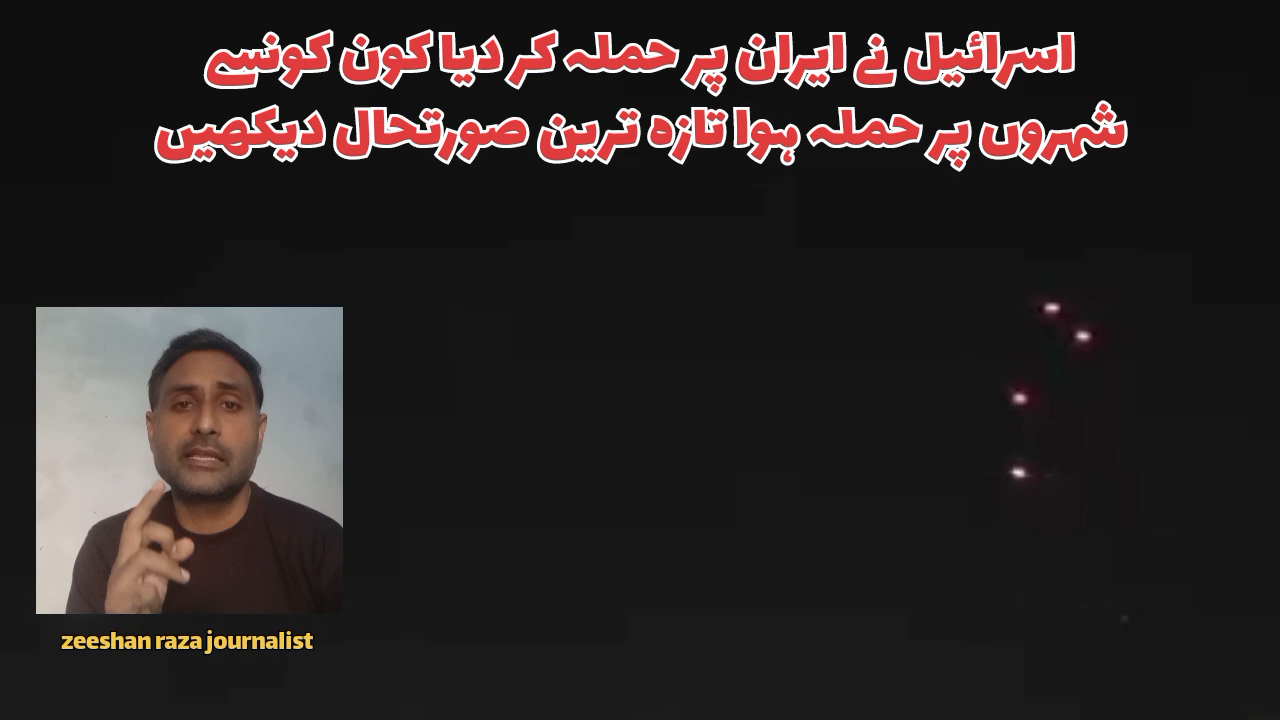 اسرائیل نے ایران پر حملہ کر دیا کون کونسے
شہروں پر حملہ ہوا تازہ ترین صورتحال دیکھیں
zeeshan raza journalist